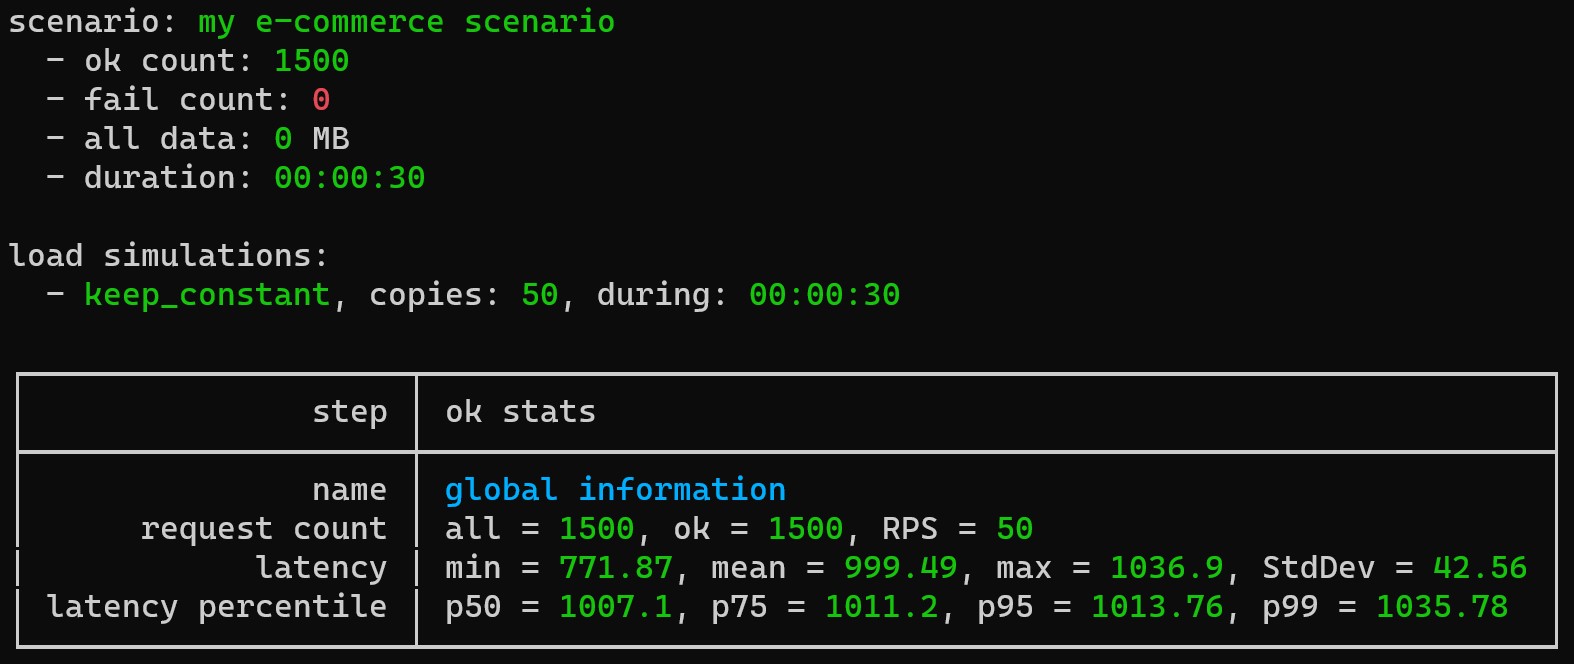 scenario: my e-commerce scenario
- ok count: 1500
- fail count: 0
- all data: 0 MB
- duration: 00:00:30
load simulations:
- keep_constant, copies: 50, during: 00:00:30
step ok stats
name global information
request count all = 1500, ok = 1500, RPS = 50
latency min = 771.87, mean = 999.49, max = 1036.9, StdDev = 42.56
latency percentile p50 = 1007.1, p75 = 1011.2, p95 = 1013.76, p99 = 1035.78